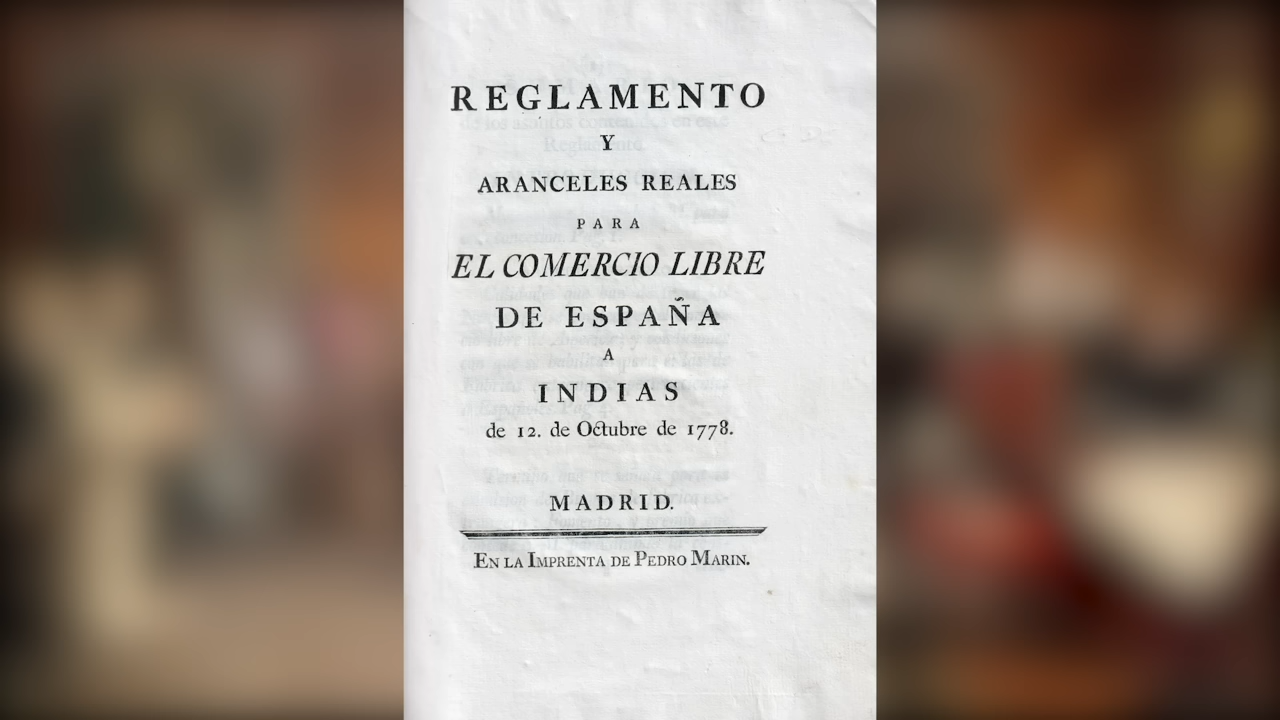 REGLAMENTO
Y
ARANCELES REALES
PARA
EL COMERCIO LIBRE
DE ESPAÑA
A
INDIAS
de 12. de Octubre de 1778.
MADRID.
EN LA IMPRENTA DE PEDRO MARIN.